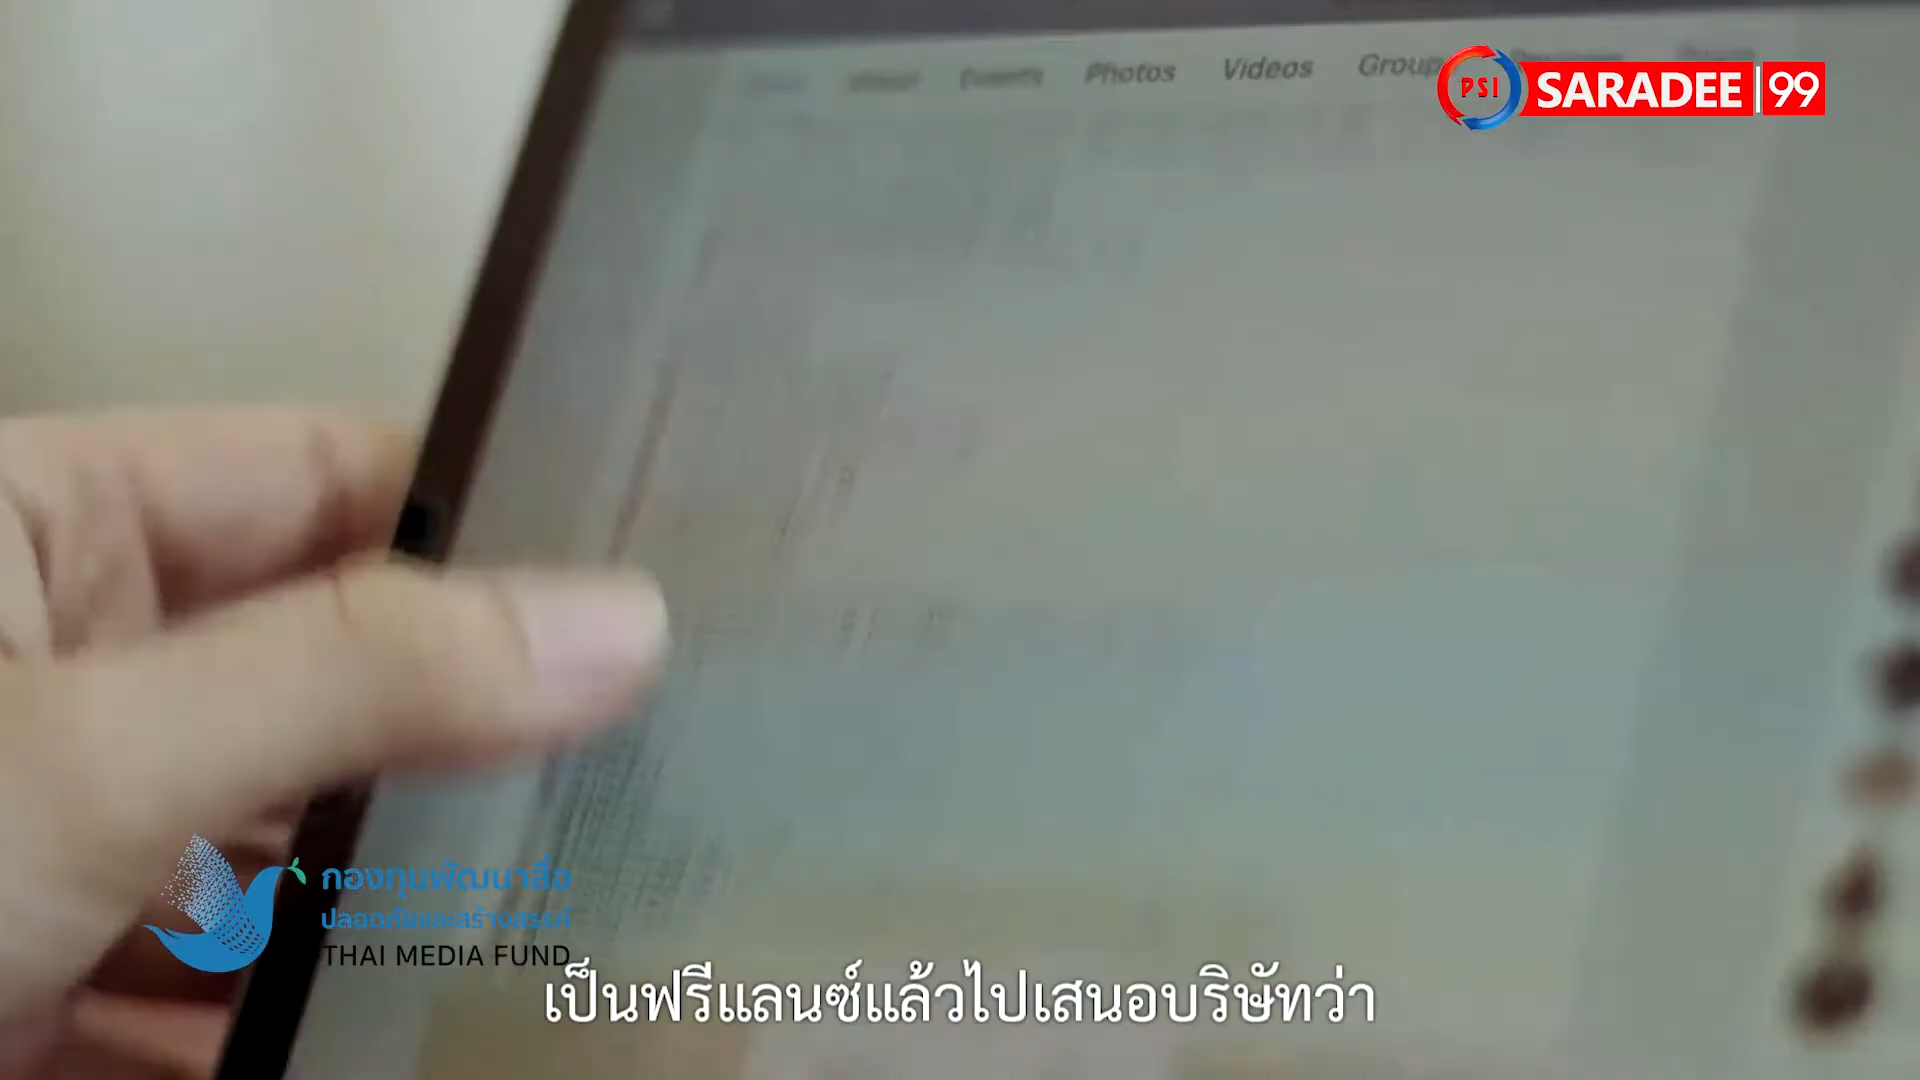 Photos Videos Group
PSI SARADEE 99
กองทุนพัฒนาสื่อ
ปลอดภัยและสร้างสรรค์
THAI MEDIA FUND
เป็นฟรีแลนซ์แล้วไปเสนอบริษัทว่า